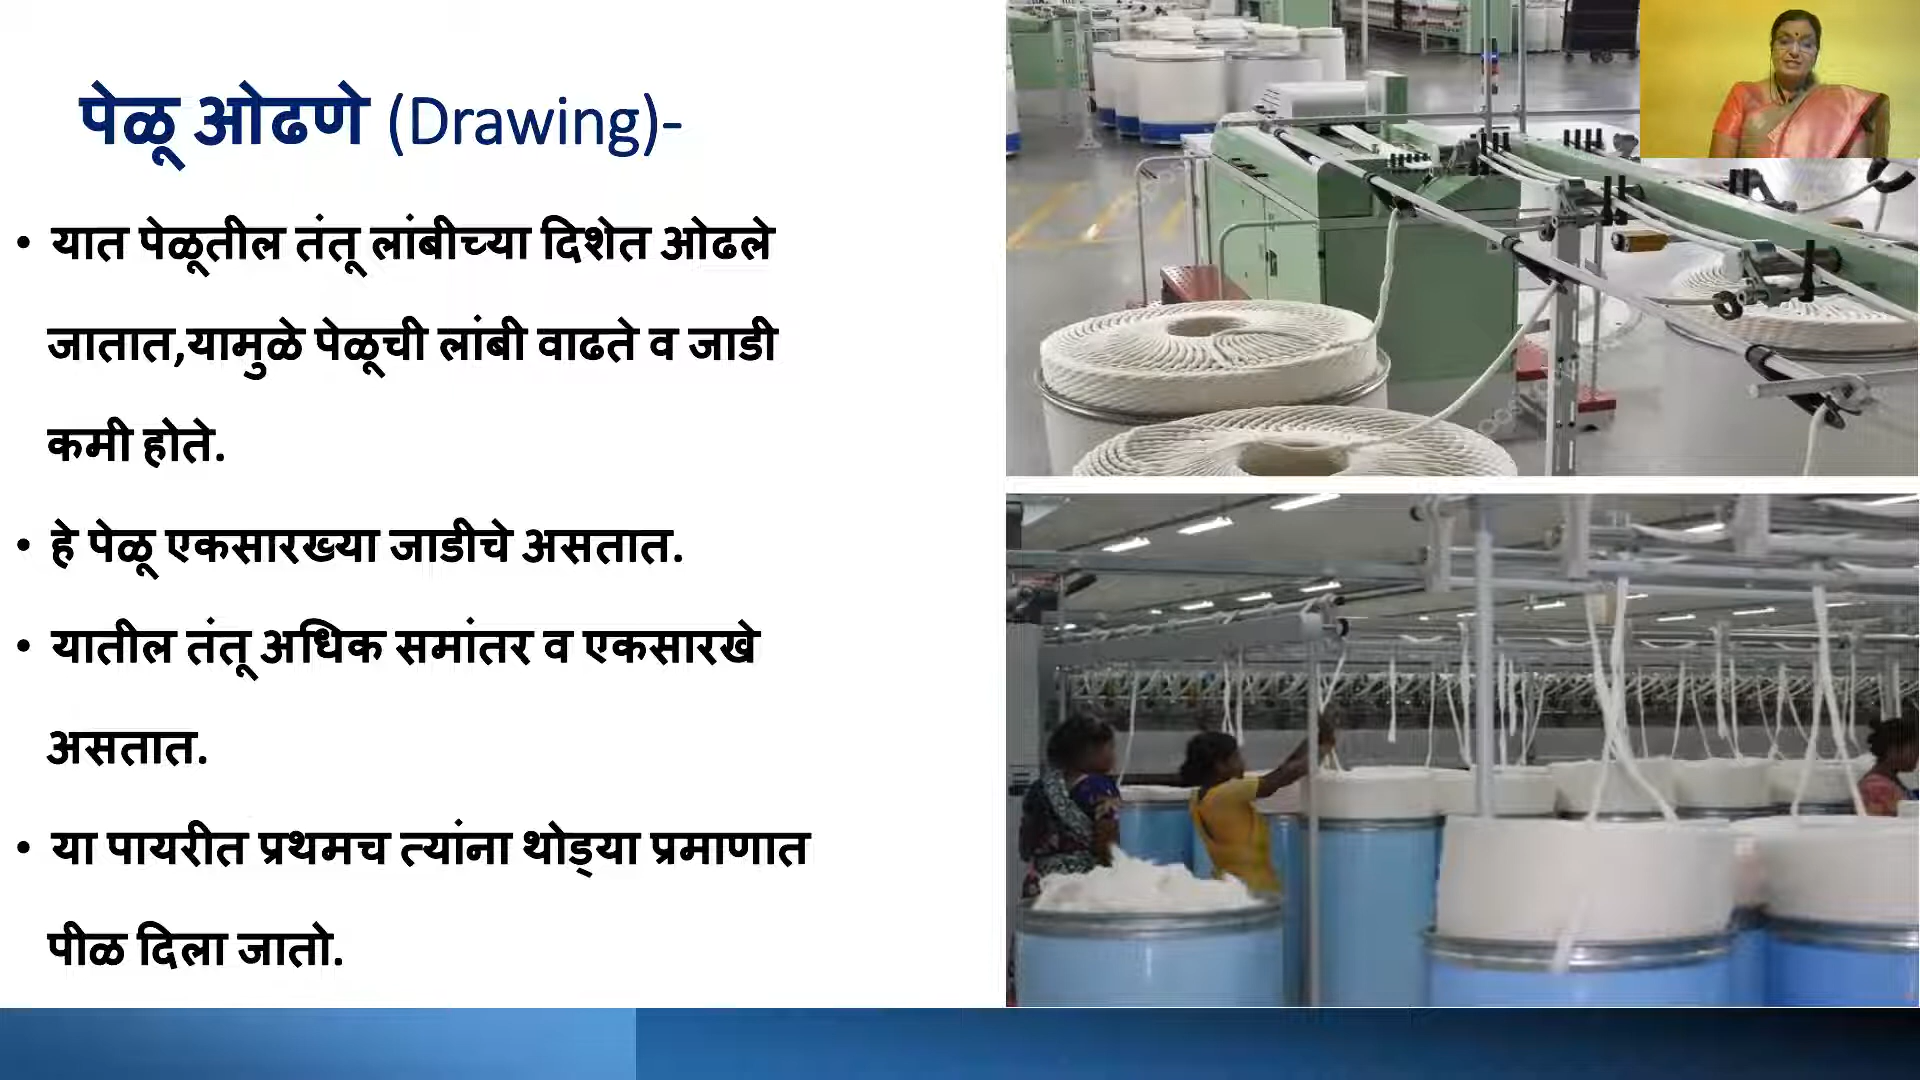 पेळू ओढणे (Drawing)-
• यात पेळूतील तंतू लांबीच्या दिशेत ओढले
जातात,यामुळे पेळूची लांबी वाढते व जाडी
कमी होते.
• हे पेळू एकसारख्या जाडीचे असतात.
• यातील तंतू अधिक समांतर व एकसारखे
असतात.
• या पायरीत प्रथमच त्यांना थोड्या प्रमाणात
पीळ दिला जातो.